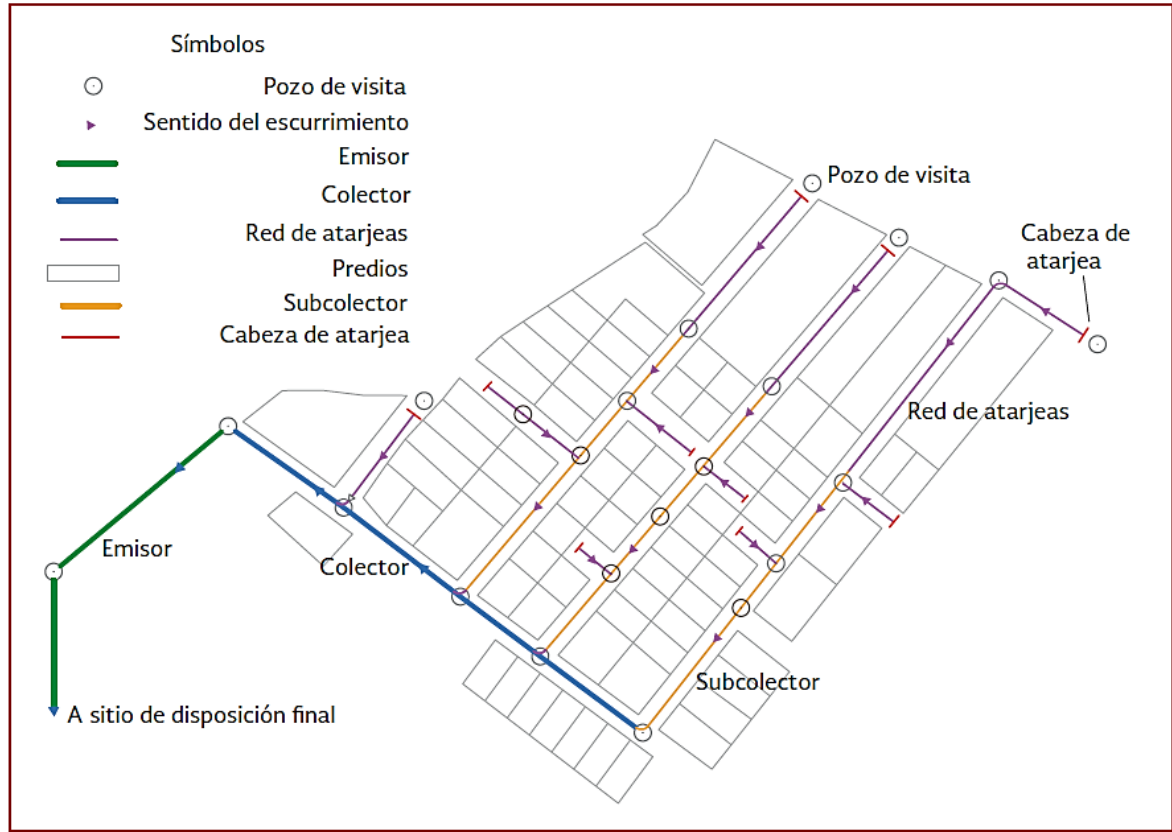 Símbolos
Pozo de visita
Sentido del escurrimiento
Emisor
Colector
Red de atarjeas
Predios
Subcolector
Cabeza de atarjea
Pozo de visita
Cabeza de
atarjea
Red de atarjeas
Emisor
Colector
Subcolector
A sitio de disposición final